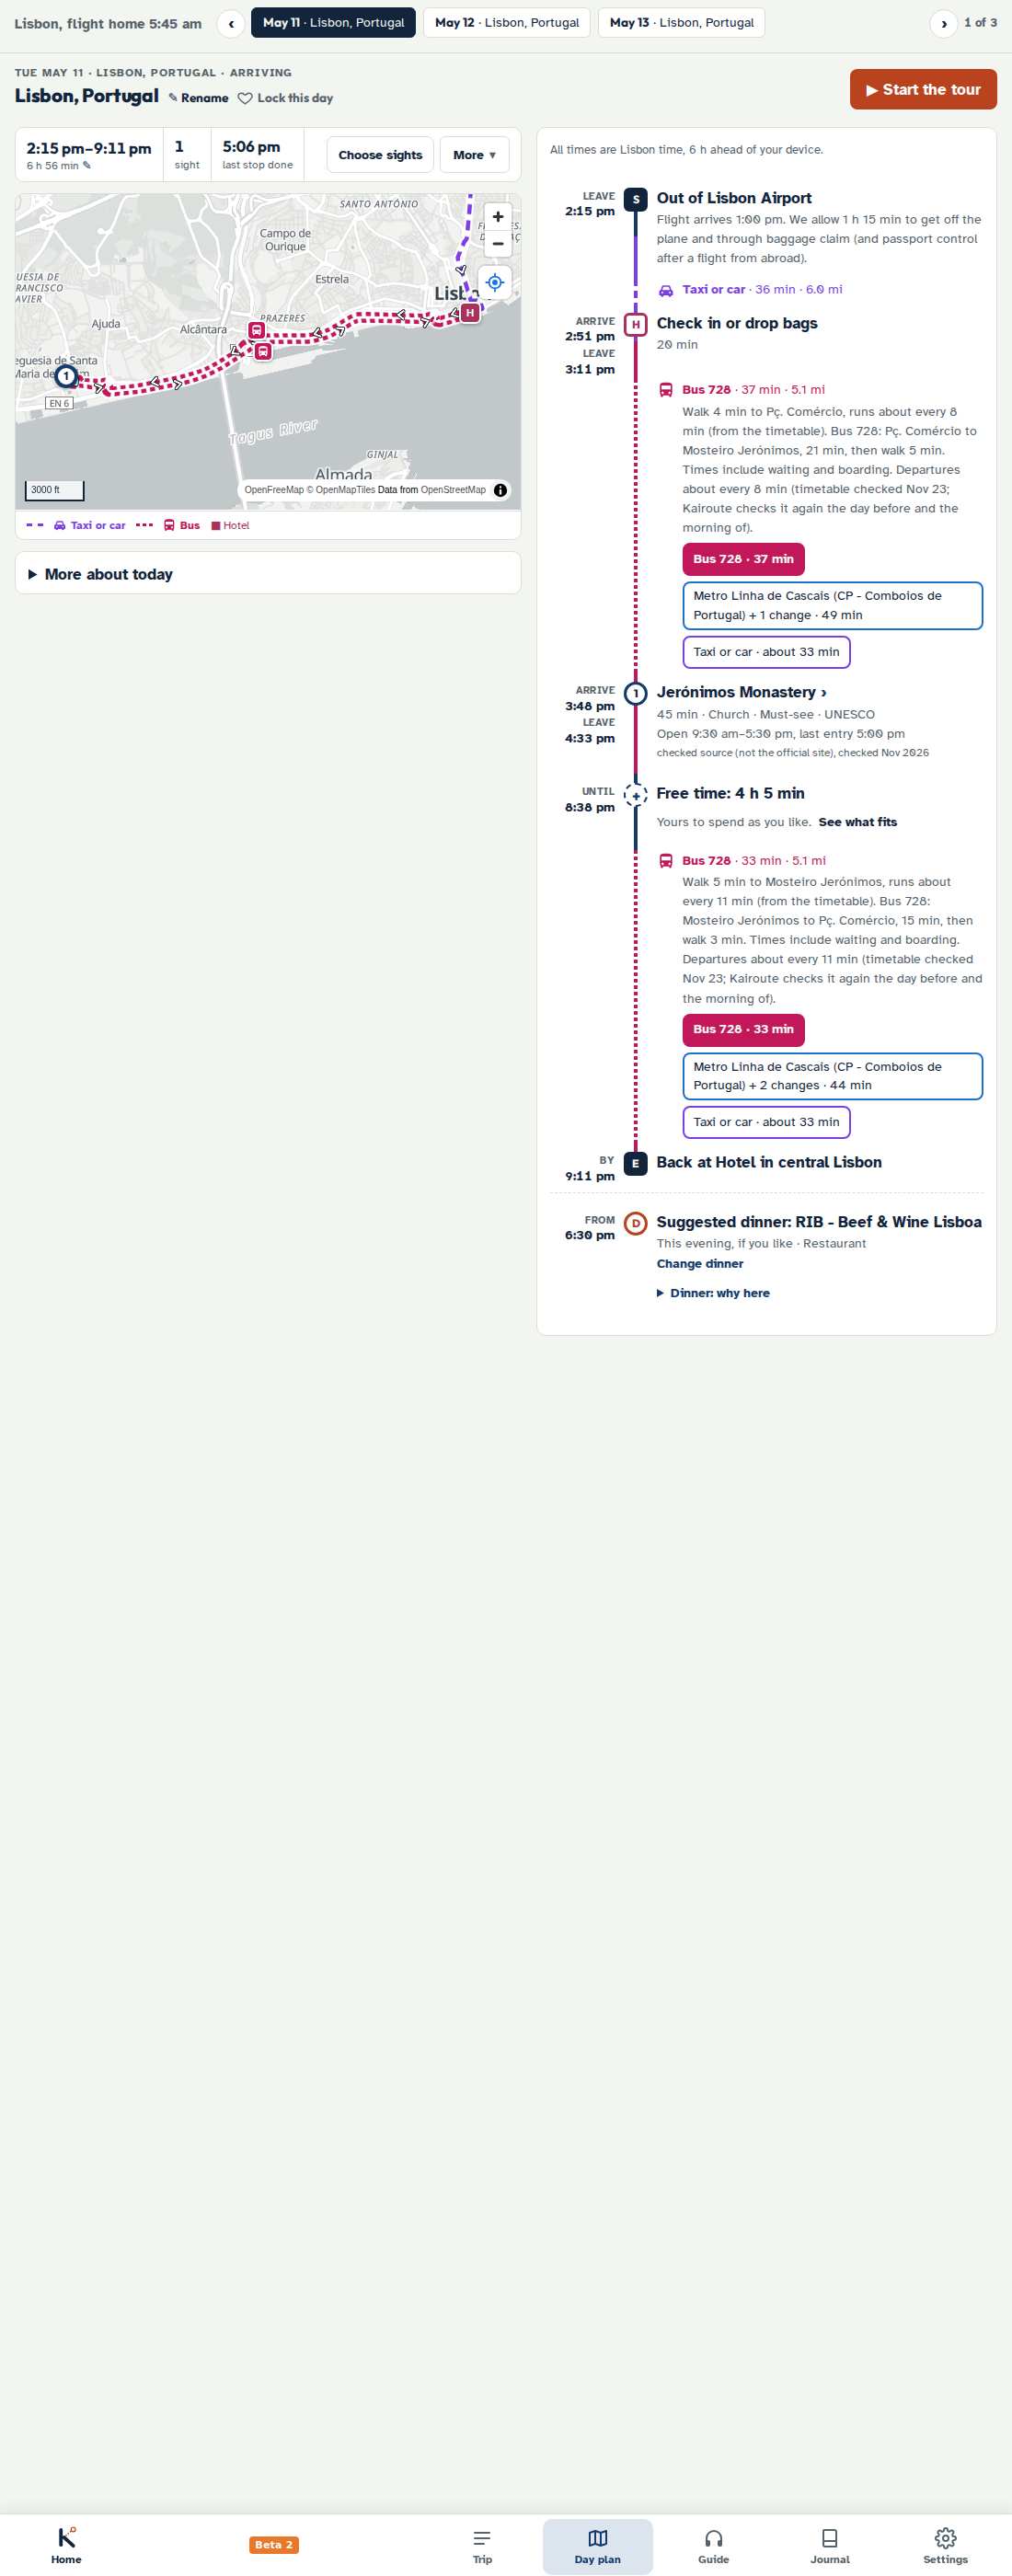 Lisbon, flight home 5:45 am
‹
May 11 · Lisbon, Portugal
May 12 · Lisbon, Portugal
May 13 · Lisbon, Portugal
›
1 of 3
TUE MAY 11 · LISBON, PORTUGAL · ARRIVING
Lisbon, Portugal ✎ Rename Lock this day
▶ Start the tour
2:15 pm–9:11 pm
6 h 56 min ✎
1
sight
5:06 pm
last stop done
Choose sights
More ▾
SANTO ANTÓNIO
Campo de
Ourique
Estrela
UESIA DE
RANCISCO
AVIER
Ajuda
Alcântara
PRAZERES
H
eguesia de Santa
1
EN 6
Tagus River
GINJAL
Almada
3000 ft
OpenFreeMap © OpenMapTiles Data from OpenStreetMap
Taxi or car
Bus
Hotel
▶ More about today
All times are Lisbon time, 6 h ahead of your device.
LEAVE
2:15 pm
S
Out of Lisbon Airport
Flight arrives 1:00 pm. We allow 1 h 15 min to get off the
plane and through baggage claim (and passport control
after a flight from abroad).
Taxi or car · 36 min · 6.0 mi
ARRIVE
2:51 pm
LEAVE
3:11 pm
H
Check in or drop bags
20 min
Bus 728 · 37 min · 5.1 mi
Walk 4 min to Pç. Comércio, runs about every 8
min (from the timetable). Bus 728: Pç. Comércio to
Mosteiro Jerónimos, 21 min, then walk 5 min.
Times include waiting and boarding. Departures
about every 8 min (timetable checked Nov 23;
Kairoute checks it again the day before and the
morning of).
Bus 728 · 37 min
Metro Linha de Cascais (CP - Comboios de
Portugal) + 1 change · 49 min
Taxi or car · about 33 min
ARRIVE
3:48 pm
LEAVE
4:33 pm
1
Jerónimos Monastery ›
45 min · Church · Must-see · UNESCO
Open 9:30 am–5:30 pm, last entry 5:00 pm
checked source (not the official site), checked Nov 2026
UNTIL
8:38 pm
+
Free time: 4 h 5 min
Yours to spend as you like. See what fits
Bus 728 · 33 min · 5.1 mi
Walk 5 min to Mosteiro Jerónimos, runs about
every 11 min (from the timetable). Bus 728:
Mosteiro Jerónimos to Pç. Comércio, 15 min, then
walk 3 min. Times include waiting and boarding.
Departures about every 11 min (timetable checked
Nov 23; Kairoute checks it again the day before and
the morning of).
Bus 728 · 33 min
Metro Linha de Cascais (CP - Comboios de
Portugal) + 2 changes · 44 min
Taxi or car · about 33 min
BY
9:11 pm
E
Back at Hotel in central Lisbon
FROM
6:30 pm
D
Suggested dinner: RIB - Beef & Wine Lisboa
This evening, if you like · Restaurant
Change dinner
▶ Dinner: why here
Home
Beta 2
Trip
Day plan
Guide
Journal
Settings